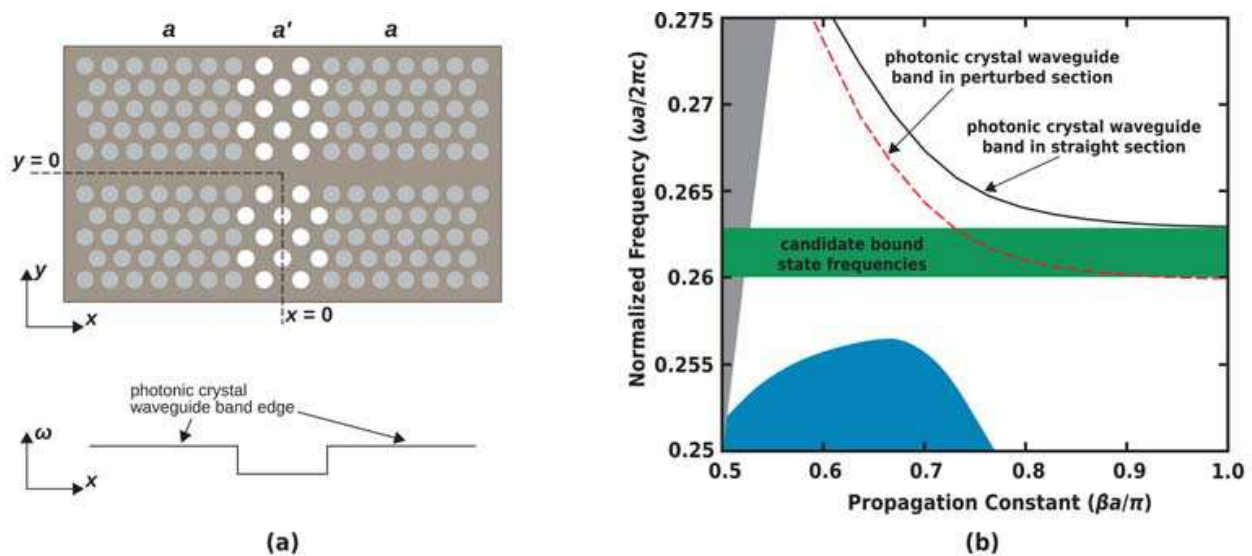 a a' a
y = 0
y
x
x = 0
photonic crystal
waveguide band edge
ω
x
(a)
0.275
0.27
0.265
0.26
0.255
0.25
Normalized Frequency (ωa/2πc)
photonic crystal waveguide
band in perturbed section
photonic crystal waveguide
band in straight section
candidate bound
state frequencies
0.5 0.6 0.7 0.8 0.9 1.0
Propagation Constant (βa/π)
(b)